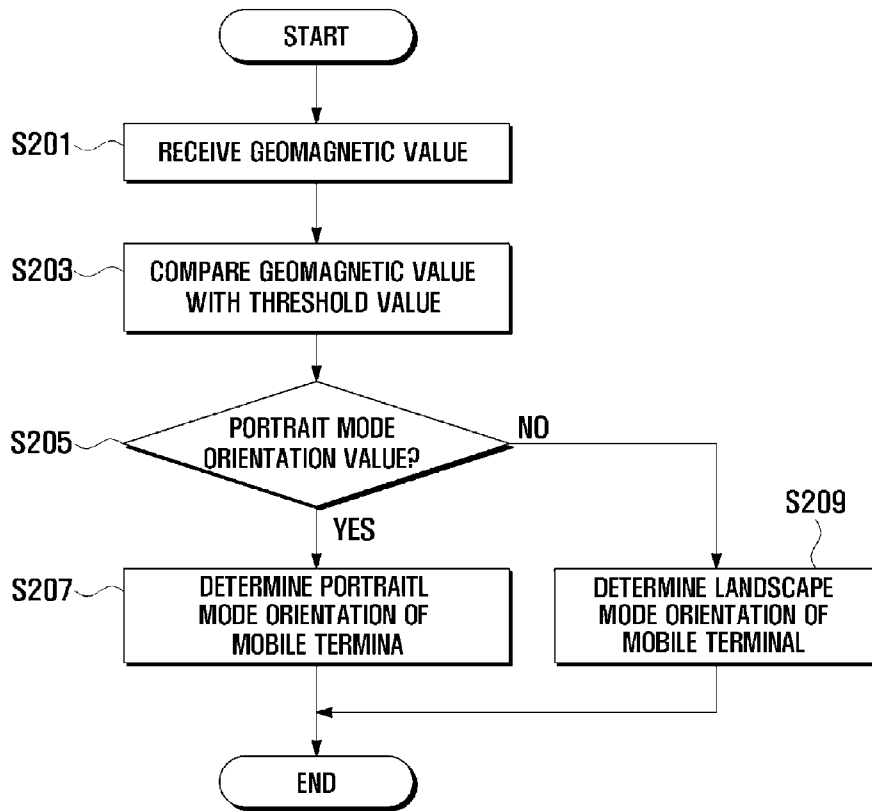 START
S201
RECEIVE GEOMAGNETIC VALUE
S203
COMPARE GEOMAGNETIC VALUE
WITH THRESHOLD VALUE
S205
PORTRAIT MODE
ORIENTATION VALUE?
NO
YES
S209
S207
DETERMINE PORTRAITL
MODE ORIENTATION OF
MOBILE TERMINA
DETERMINE LANDSCAPE
MODE ORIENTATION OF
MOBILE TERMINAL
END